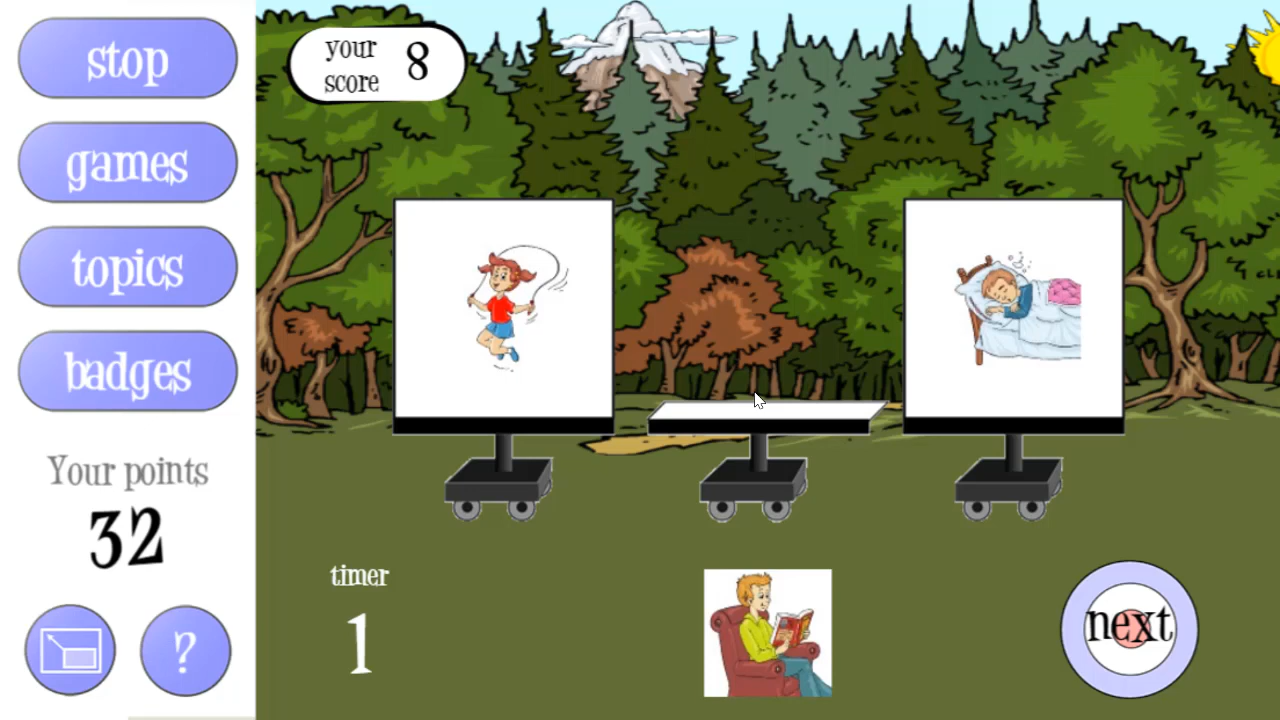 stop
games
topics
badges
Your points
32
?
your
score
8
timer
1
next